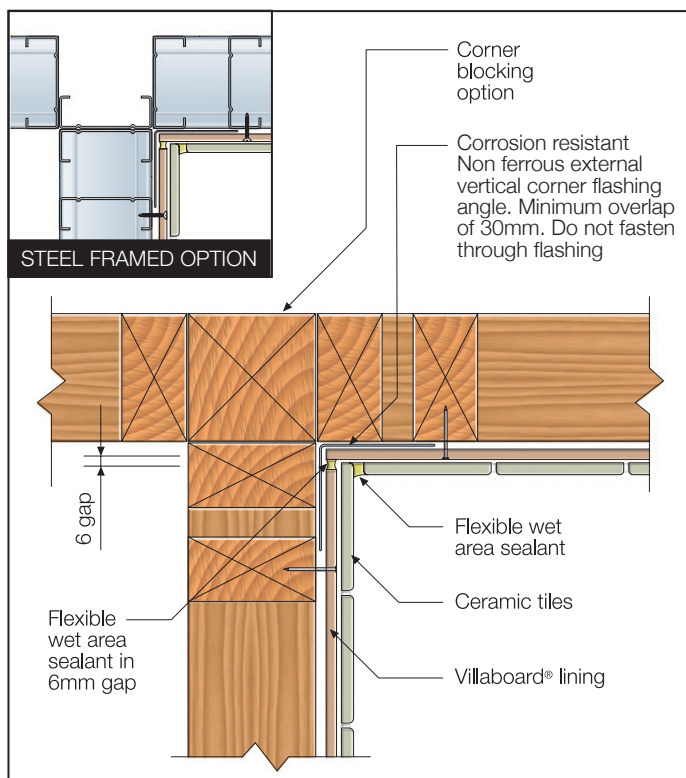 STEEL FRAMED OPTION
Corner
blocking
option
Corrosion resistant
Non ferrous external
vertical corner flashing
angle. Minimum overlap
of 30mm. Do not fasten
through flashing
6 gap
Flexible
wet area
sealant in
6mm gap
Flexible wet
area sealant
Ceramic tiles
Villaboard® lining